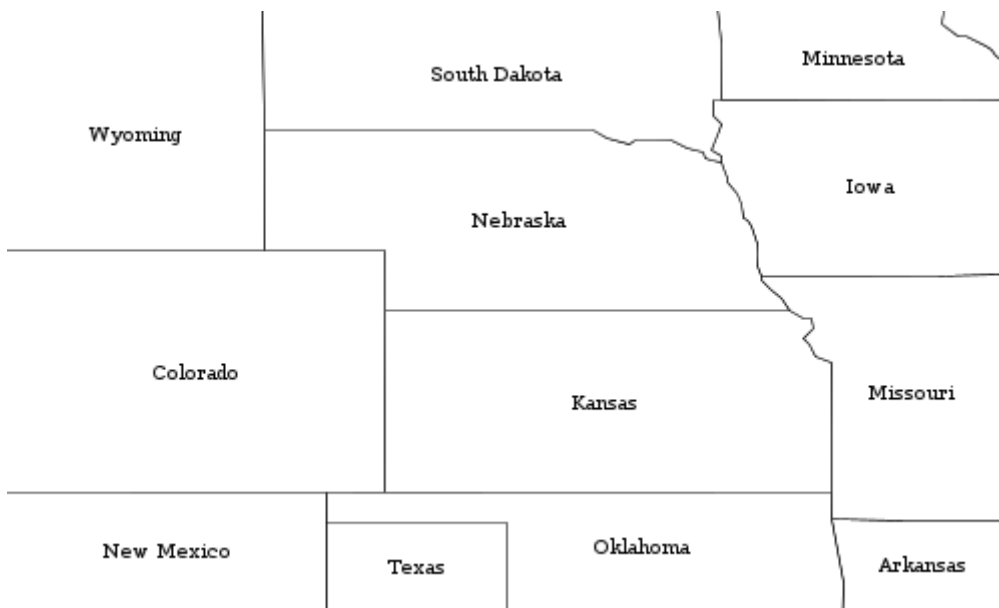 Minnesota
South Dakota
Wyoming
Iowa
Nebraska
Colorado
Missouri
Kansas
Oklahoma
New Mexico
Arkansas
Texas